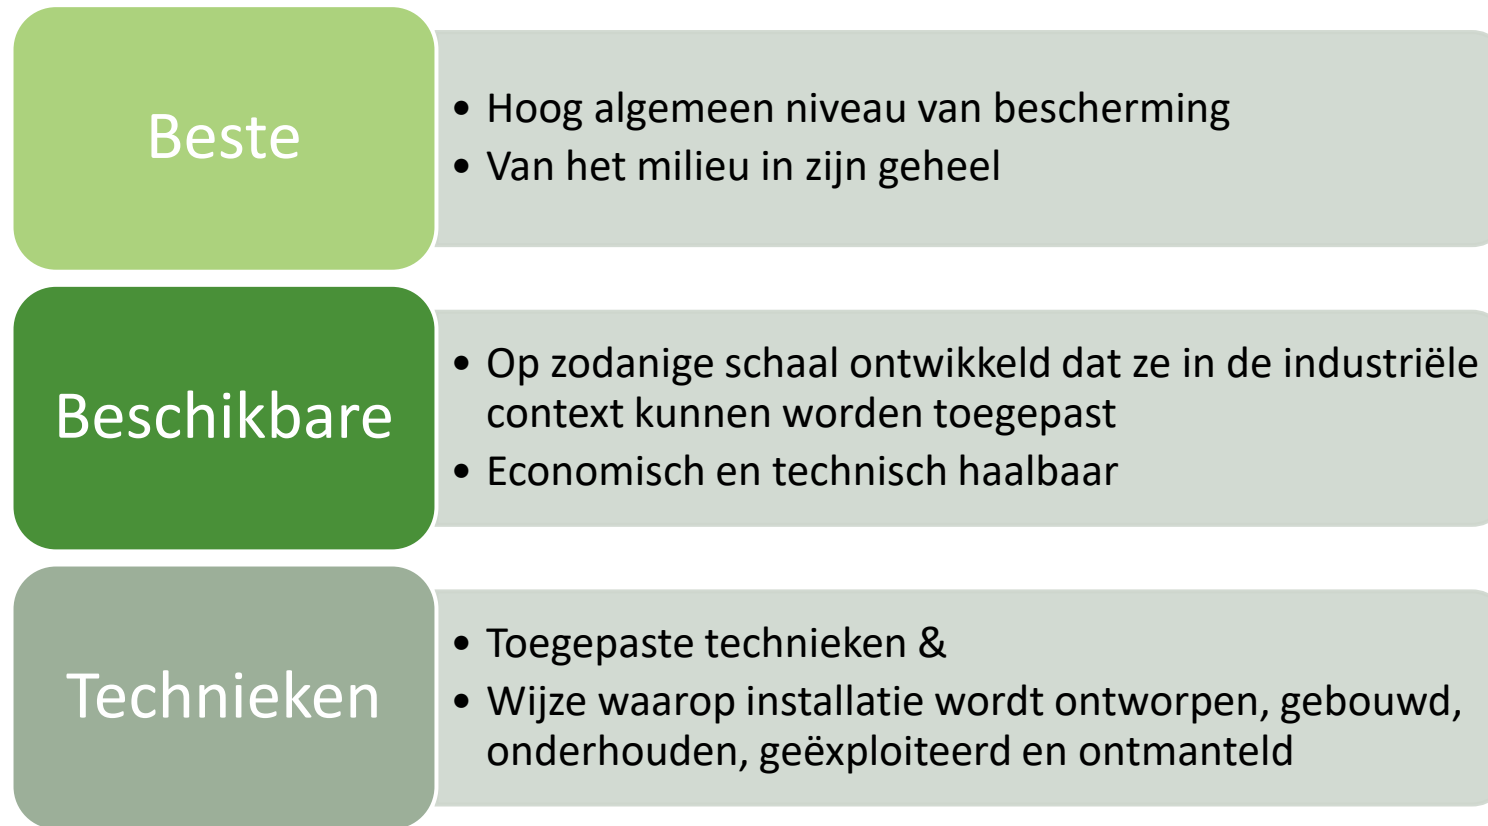 Beste
• Hoog algemeen niveau van bescherming
• Van het milieu in zijn geheel
Beschikbare
• Op zodanige schaal ontwikkeld dat ze in de industriële
context kunnen worden toegepast
• Economisch en technisch haalbaar
Technieken
• Toegepaste technieken &
• Wijze waarop installatie wordt ontworpen, gebouwd,
onderhouden, geëxploiteerd en ontmanteld